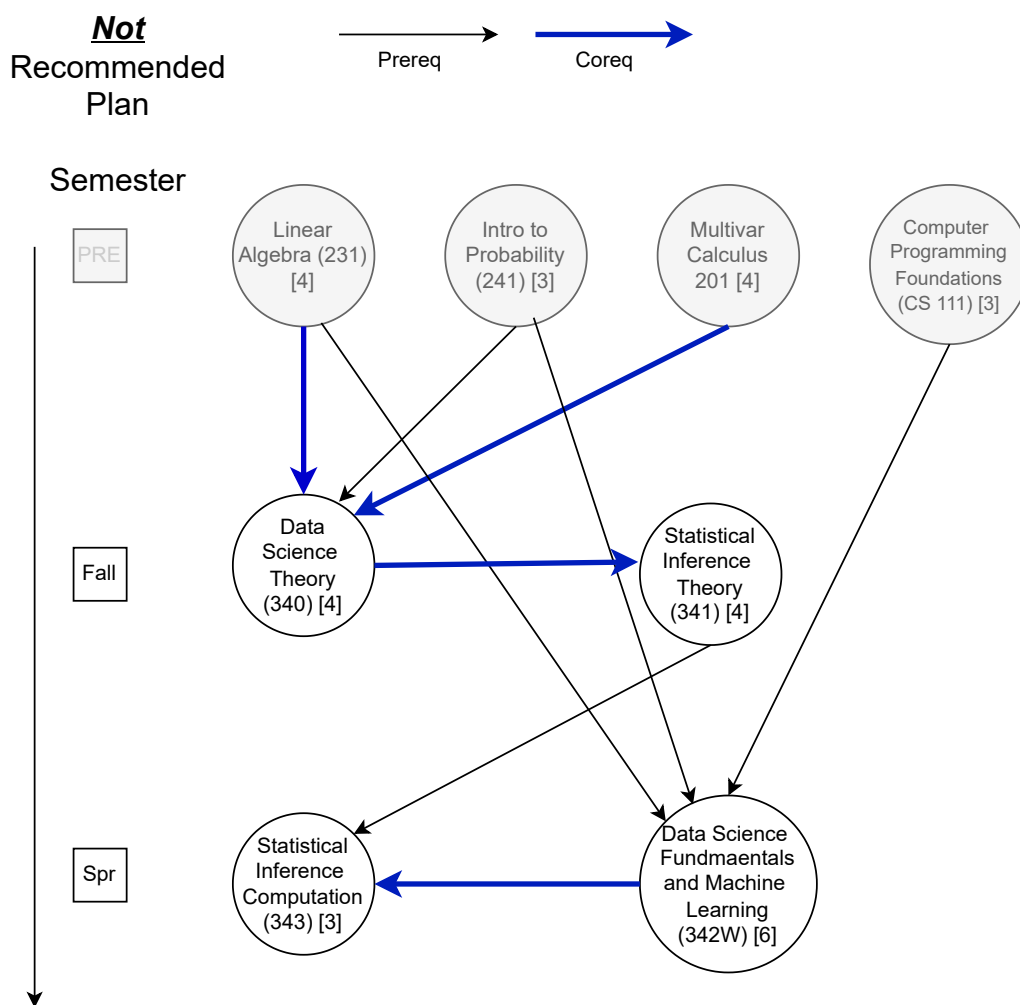 Not
Recommended
Plan
Prereq
Coreq
Semester
PRE
Linear
Algebra (231)
[4]
Intro to
Probability
(241) [3]
Multivar
Calculus
201 [4]
Computer
Programming
Foundations
(CS 111) [3]
Fall
Data
Science
Theory
(340) [4]
Statistical
Inference
Theory
(341) [4]
Spr
Statistical
Inference
Computation
(343) [3]
Data Science
Fundmaentals
and Machine
Learning
(342W) [6]